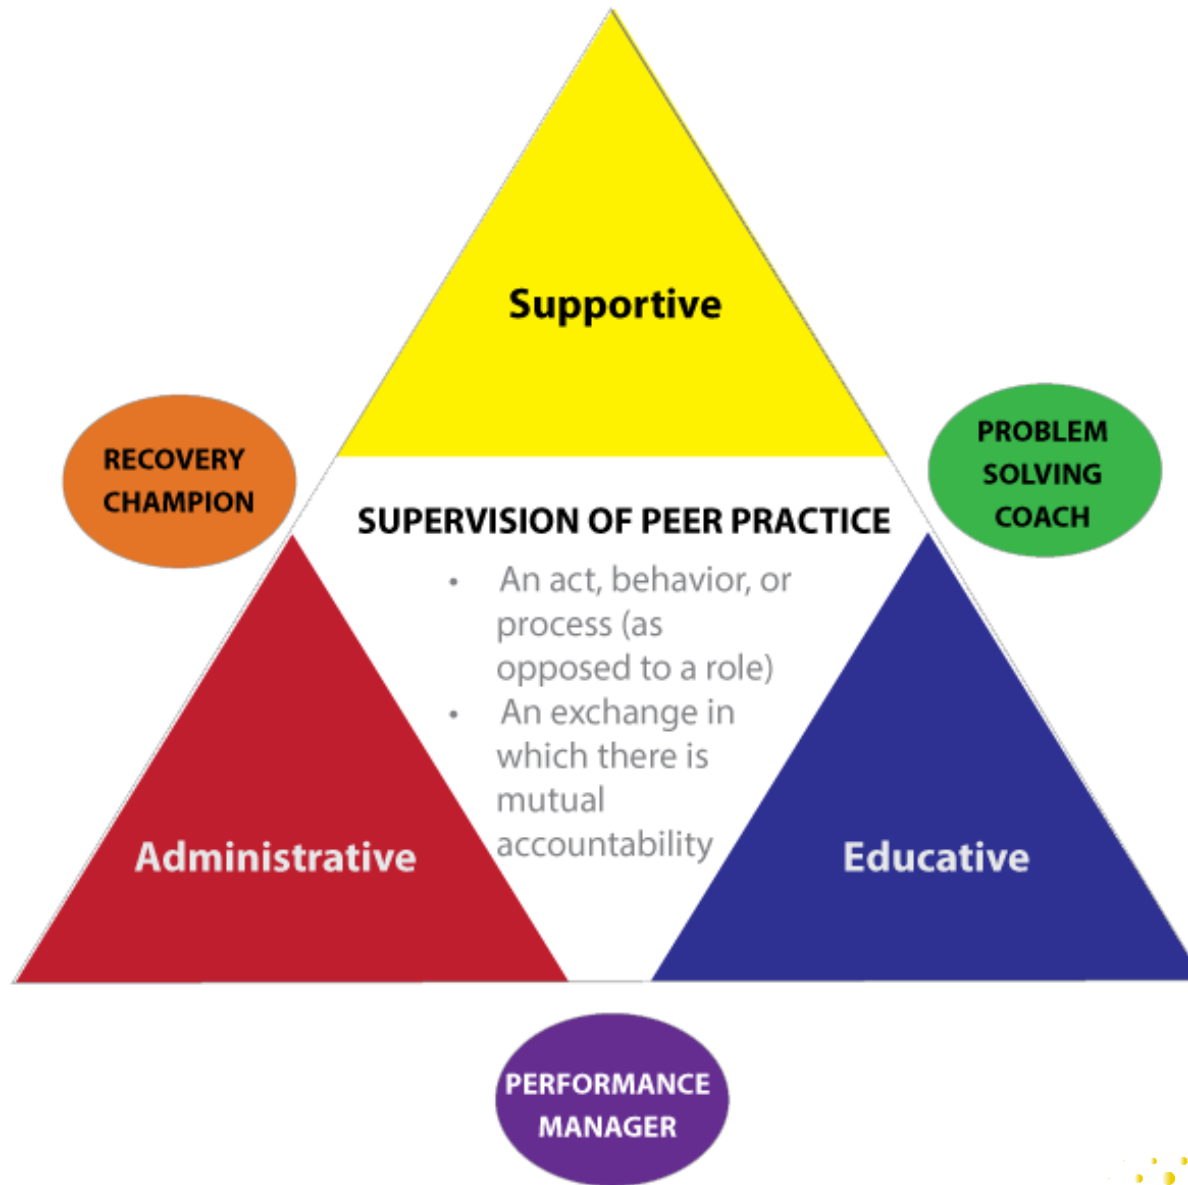 Supportive
RECOVERY
CHAMPION
PROBLEM
SOLVING
COACH
SUPERVISION OF PEER PRACTICE
• An act, behavior, or
process (as
opposed to a role)
• An exchange in
which there is
mutual
accountability
Administrative
Educative
PERFORMANCE
MANAGER